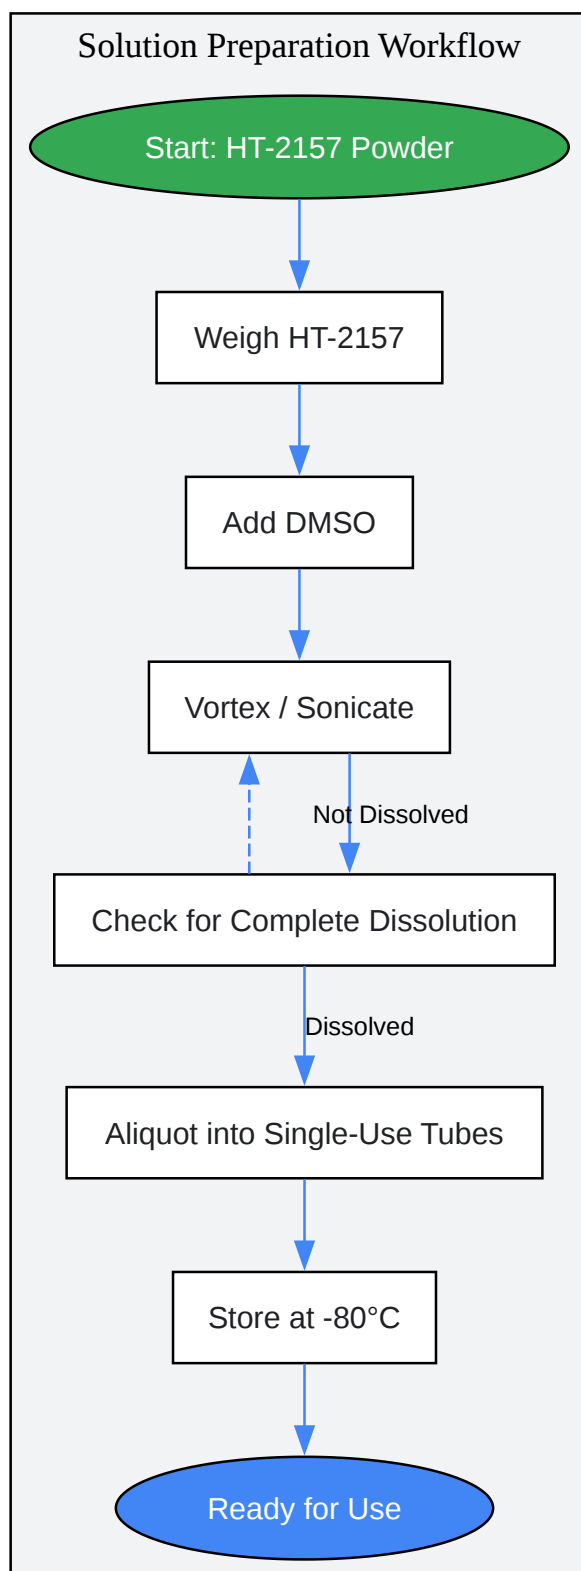 Solution Preparation Workflow
Start: HT-2157 Powder
Weigh HT-2157
Add DMSO
Vortex / Sonicate
Not Dissolved
Check for Complete Dissolution
Dissolved
Aliquot into Single-Use Tubes
Store at -80°C
Ready for Use